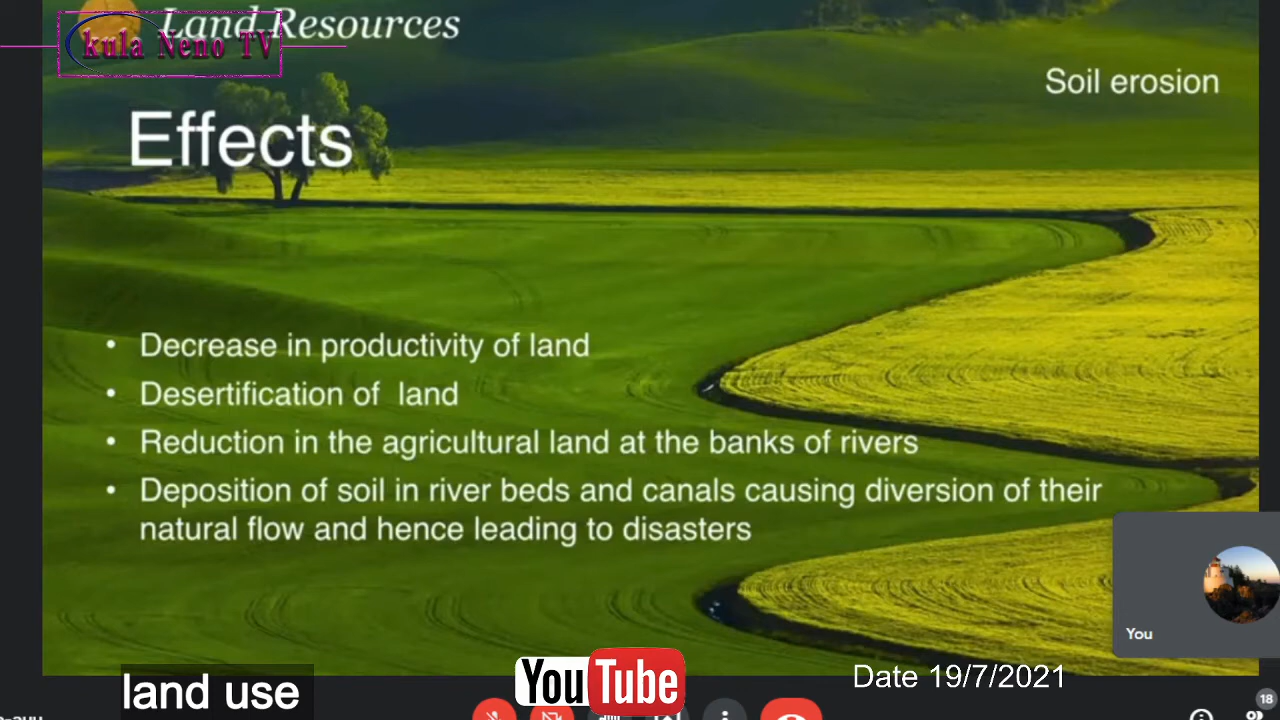 Land Resources
kula Neno TV
Soil erosion
Effects
• Decrease in productivity of land
• Desertification of land
• Reduction in the agricultural land at the banks of rivers
• Deposition of soil in river beds and canals causing diversion of their
natural flow and hence leading to disasters
You
land use
YouTube
Date 19/7/2021
18